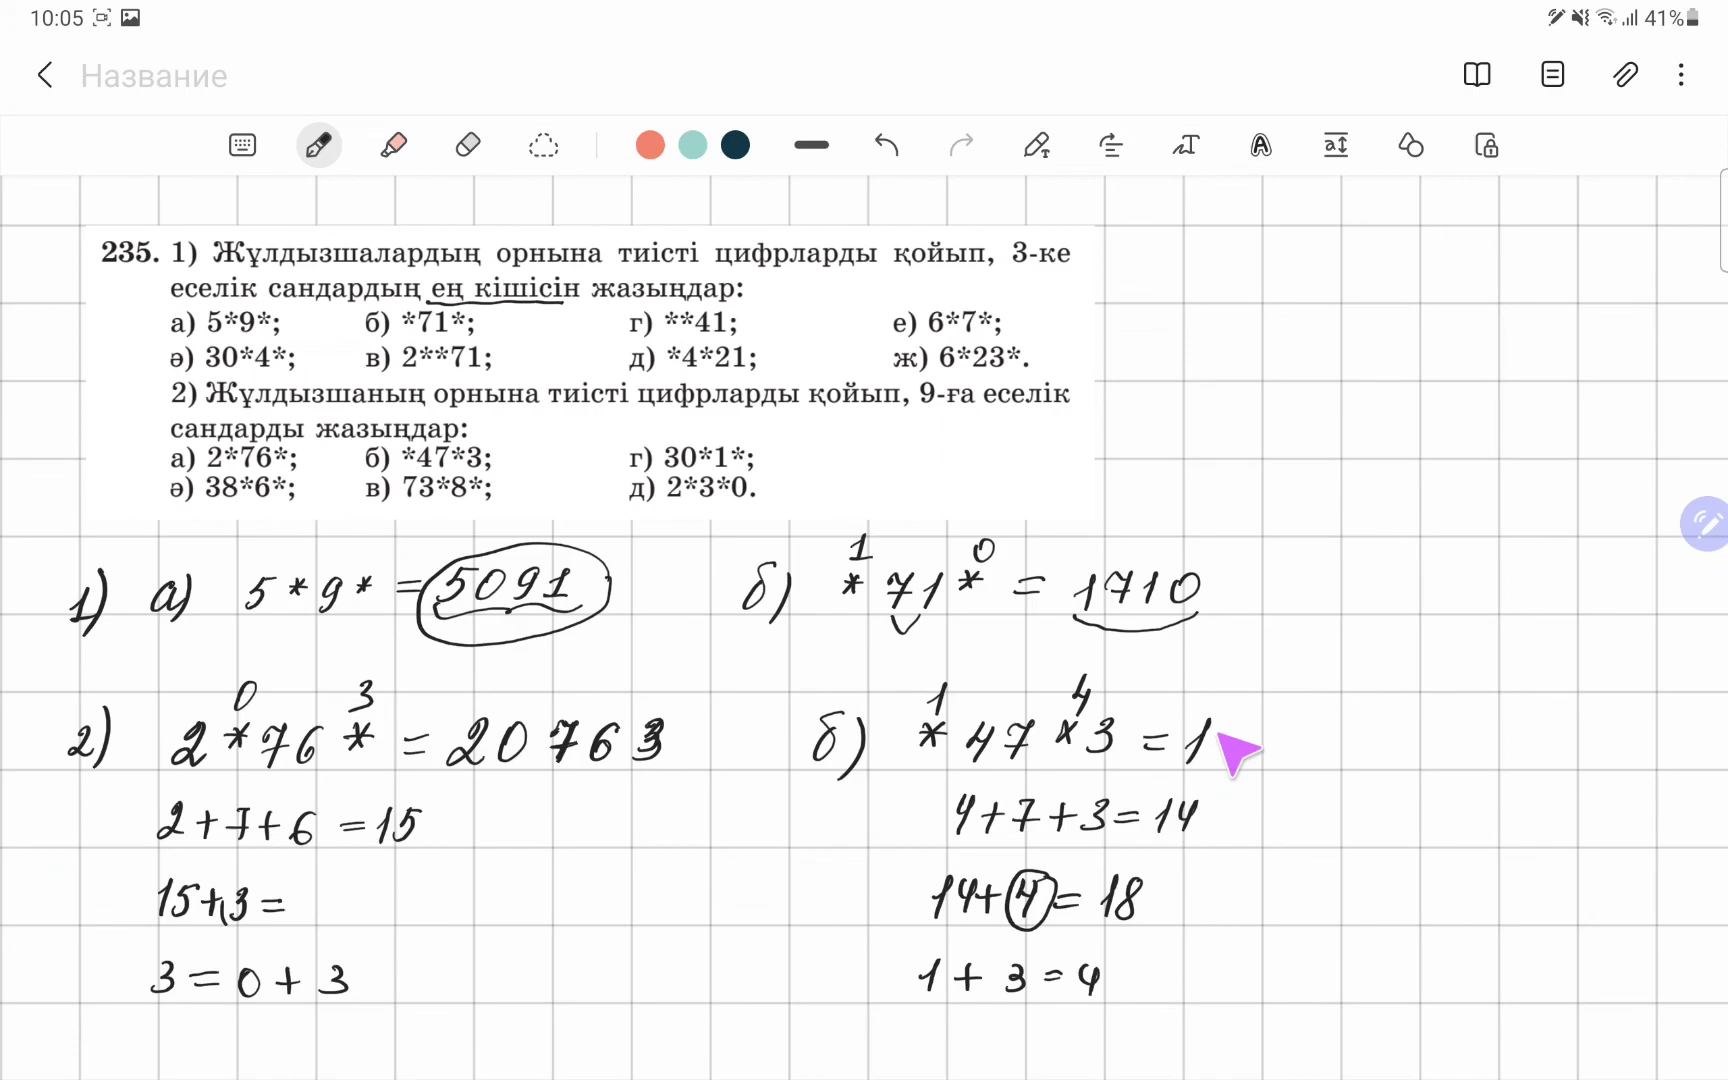 10:05 41%
Название
235. 1) Жұлдызшалардың орнына тиісті цифрларды қойып, 3-ке
еселік сандардың ең кішісін жазыңдар:
а) 5*9*; б) *71*; г) **41; е) 6*7*;
ә) 30*4*; в) 2**71; д) *4*21; ж) 6*23*.
2) Жұлдызшаның орнына тиісті цифрларды қойып, 9-ға еселік
сандарды жазыңдар:
а) 2*76*; б) *47*3; г) 30*1*;
ә) 38*6*; в) 73*8*; д) 2*3*0.
1 0
1) а) 5*9* = 5091 б) *71* = 1710
0 3 1 4
2) 2*76* = 20763 б) *47*3 = 1
2+7+6 = 15 4+7+3 = 14
15+3 = 14+4 = 18
3 = 0 + 3 1 + 3 = 4